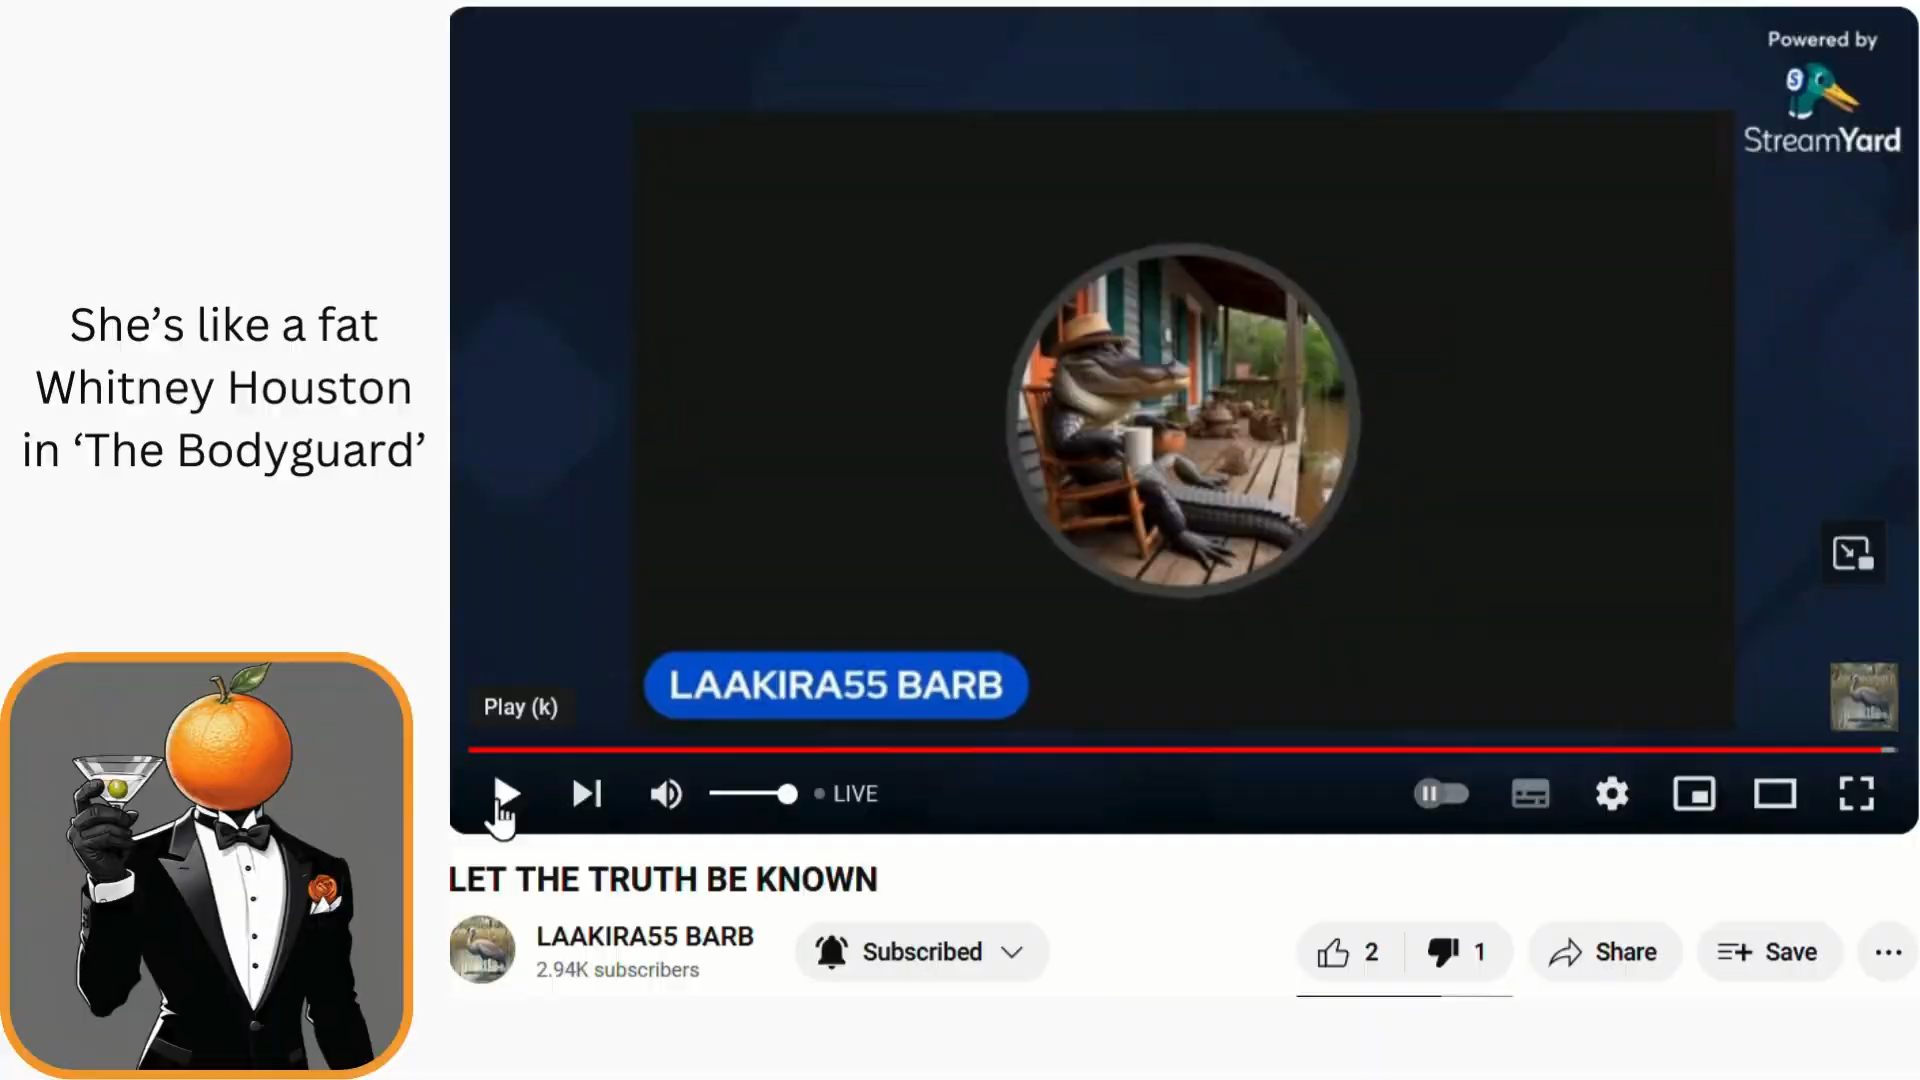 She’s like a fat
Whitney Houston
in ‘The Bodyguard’
Powered by
S
StreamYard
LAAKIRA55 BARB
Play (k)
LIVE
LET THE TRUTH BE KNOWN
LAAKIRA55 BARB
2.94K subscribers
Subscribed
2
1
Share
Save